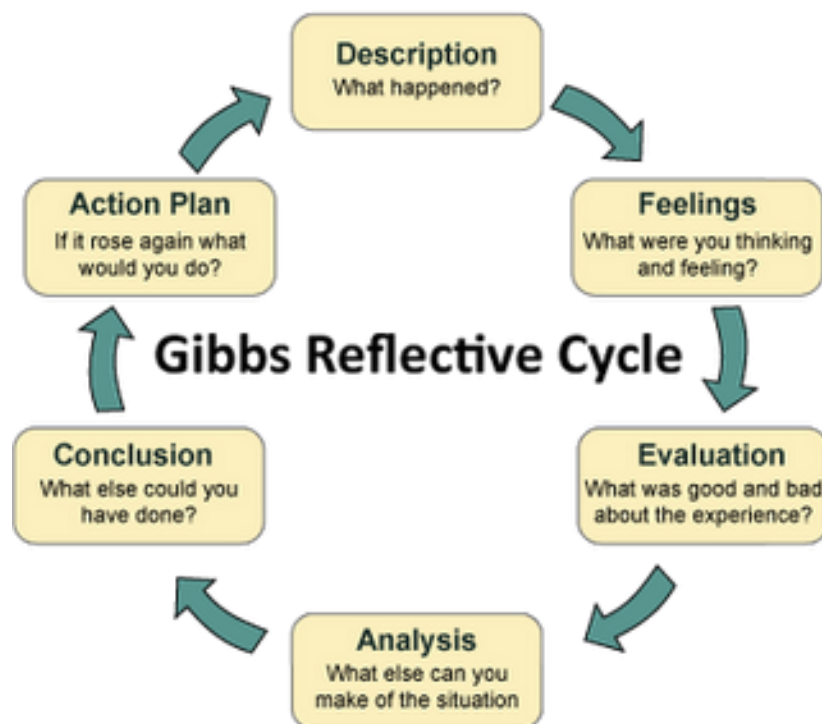 Description
What happened?
Feelings
What were you thinking
and feeling?
Evaluation
What was good and bad
about the experience?
Analysis
What else can you
make of the situation
Conclusion
What else could you
have done?
Action Plan
If it rose again what
would you do?
Gibbs Reflective Cycle